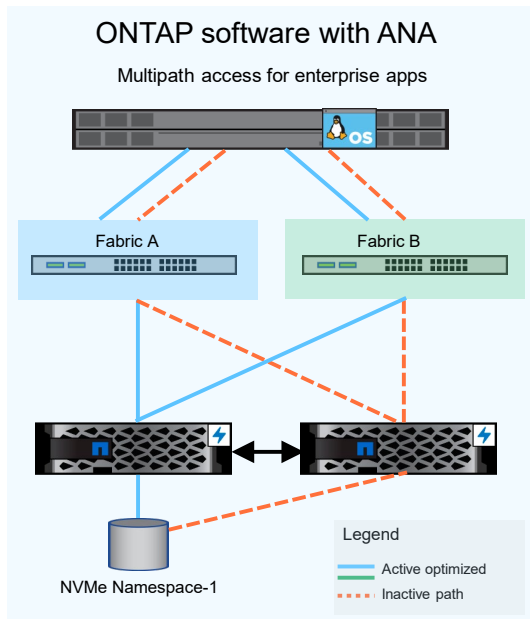 ONTAP software with ANA
Multipath access for enterprise apps
OS
Fabric A
Fabric B
NVMe Namespace-1
Legend
Active optimized
Inactive path